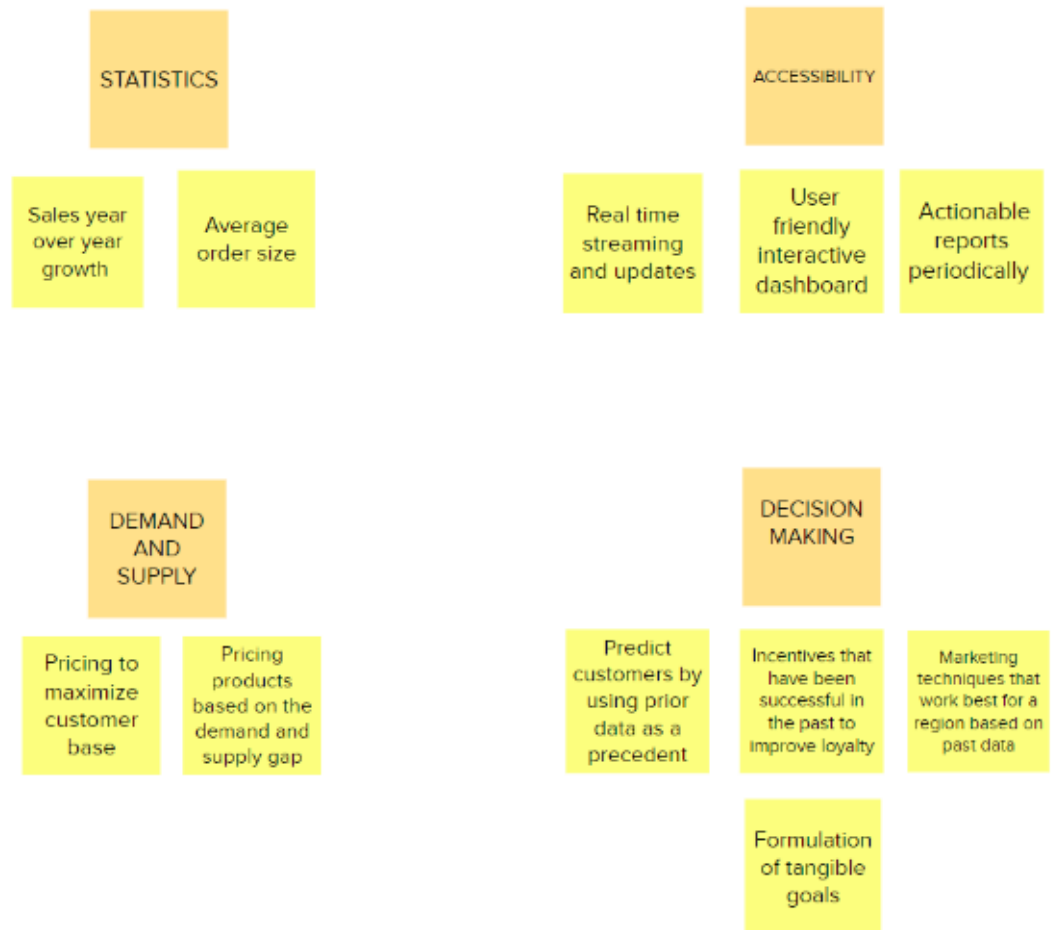 STATISTICS
Sales year
over year
growth
Average
order size
ACCESSIBILITY
Real time
streaming
and updates
User
friendly
interactive
dashboard
Actionable
reports
periodically
DEMAND
AND
SUPPLY
Pricing to
maximize
customer
base
Pricing
products
based on the
demand and
supply gap
DECISION
MAKING
Predict
customers by
using prior
data as a
precedent
Incentives that
have been
successful in
the past to
improve loyalty
Marketing
techniques that
work best for a
region based on
past data
Formulation
of tangible
goals